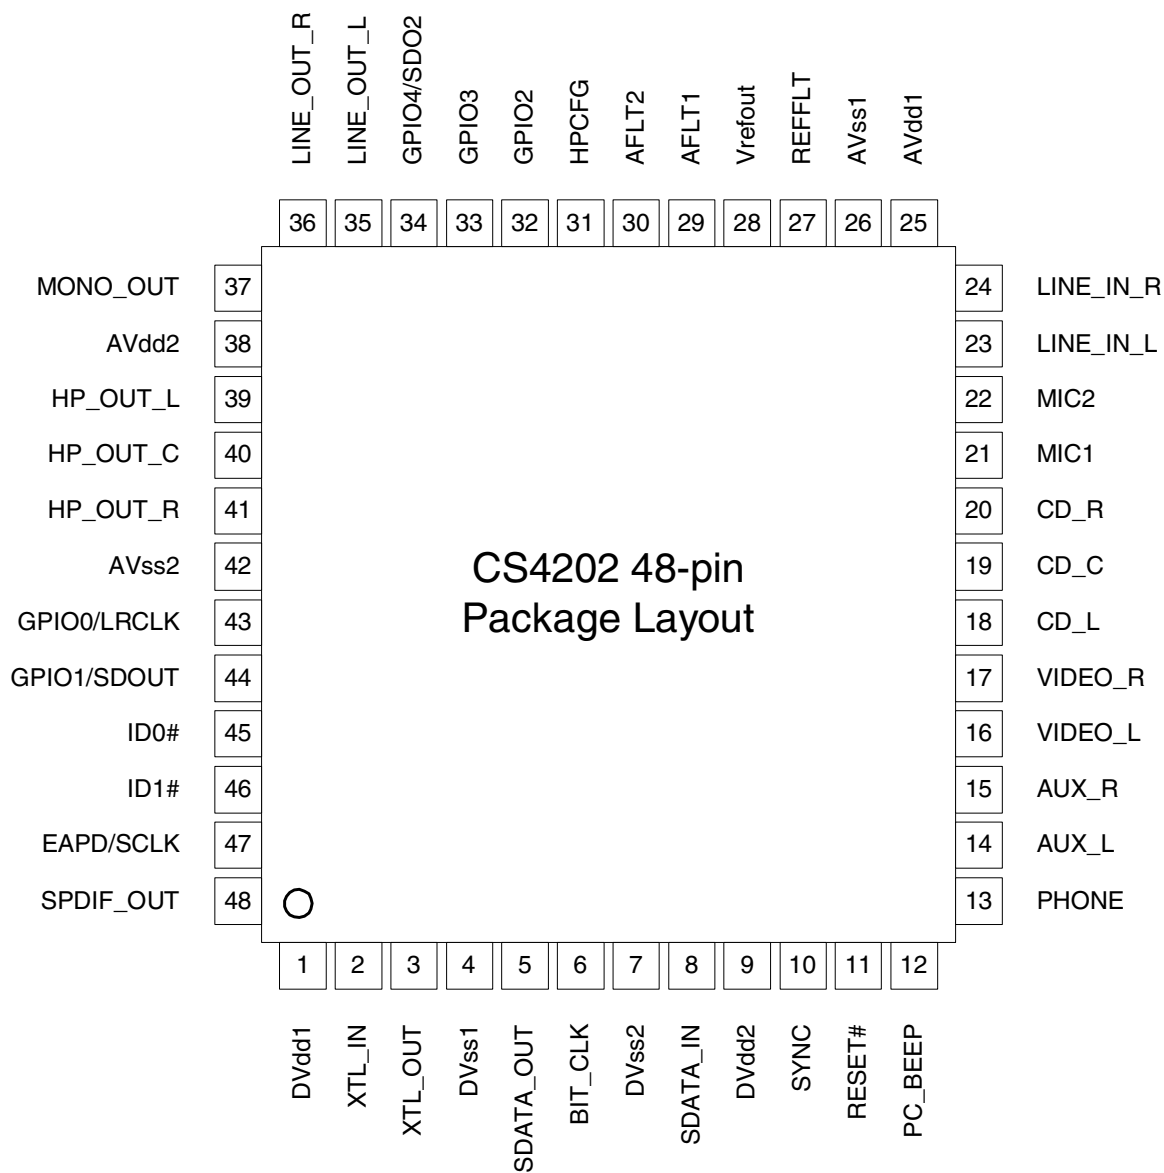 LINE_OUT_R
LINE_OUT_L
GPIO4/SDO2
GPIO3
GPIO2
HPCFG
AFLT2
AFLT1
Vrefout
REFFLT
AVss1
AVdd1
36 35 34 33 32 31 30 29 28 27 26 25
MONO_OUT 37 24 LINE_IN_R
AVdd2 38 23 LINE_IN_L
HP_OUT_L 39 22 MIC2
HP_OUT_C 40 21 MIC1
HP_OUT_R 41 20 CD_R
AVss2 42 19 CD_C
CS4202 48-pin
Package Layout
GPIO0/LRCLK 43 18 CD_L
GPIO1/SDOUT 44 17 VIDEO_R
ID0# 45 16 VIDEO_L
ID1# 46 15 AUX_R
EAPD/SCLK 47 14 AUX_L
SPDIF_OUT 48 13 PHONE
1 2 3 4 5 6 7 8 9 10 11 12
DVdd1
XTL_IN
XTL_OUT
DVss1
SDATA_OUT
BIT_CLK
DVss2
SDATA_IN
DVdd2
SYNC
RESET#
PC_BEEP